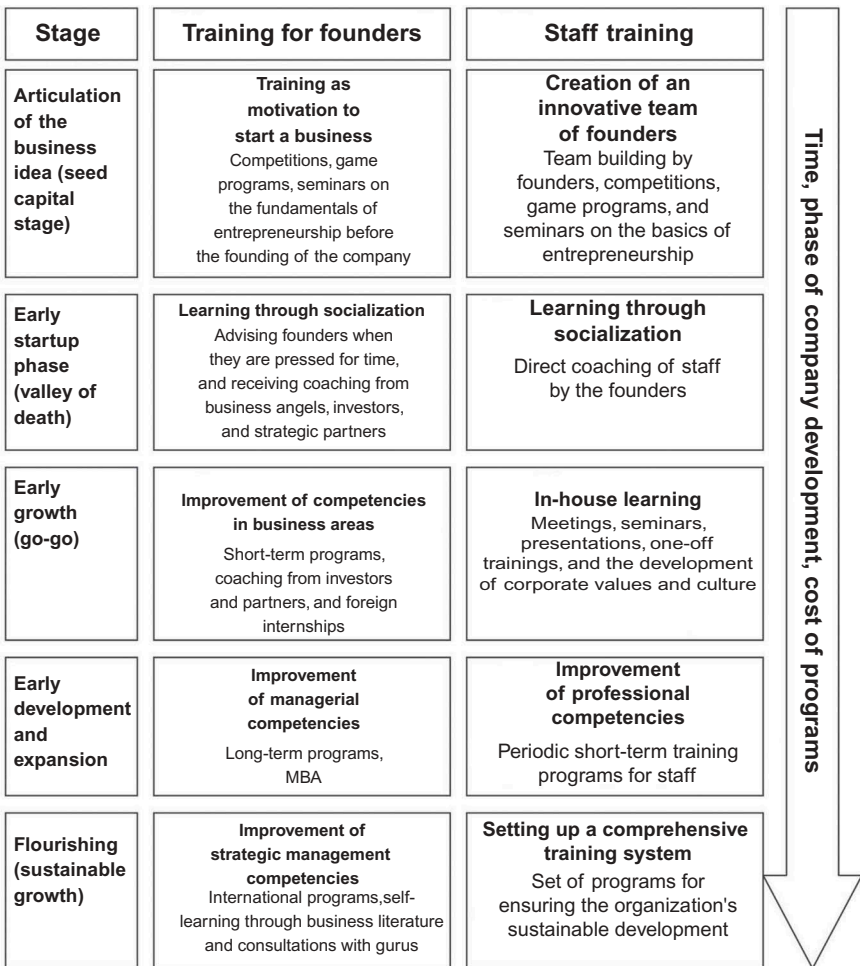 Stage
Training for founders
Staff training
Articulation
of the
business
idea (seed
capital
stage)
Training as
motivation to
start a business
Competitions, game
programs, seminars on
the fundamentals of
entrepreneurship before
the founding of the company
Creation of an
innovative team
of founders
Team building by
founders, competitions,
game programs, and
seminars on the basics of
entrepreneurship
Early
startup
phase
(valley of
death)
Learning through socialization
Advising founders when
they are pressed for time,
and receiving coaching from
business angels, investors,
and strategic partners
Learning through
socialization
Direct coaching of staff
by the founders
Early
growth
(go-go)
Improvement of competencies
in business areas
Short-term programs,
coaching from investors
and partners, and foreign
internships
In-house learning
Meetings, seminars,
presentations, one-off
trainings, and the development
of corporate values and culture
Early
development
and
expansion
Improvement
of managerial
competencies
Long-term programs,
MBA
Improvement
of professional
competencies
Periodic short-term training
programs for staff
Flourishing
(sustainable
growth)
Improvement of
strategic management
competencies
International programs,self-
learning through business literature
and consultations with gurus
Setting up a comprehensive
training system
Set of programs for
ensuring the organization's
sustainable development
Time, phase of company development, cost of programs